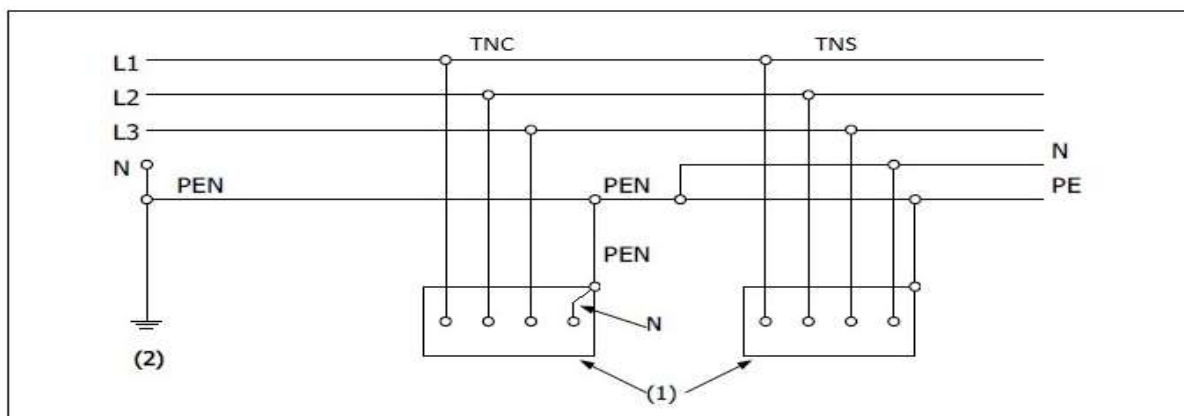 TNC TNS
L1
L2
L3
N N
PEN PEN PE
PEN
N
(2)
(1)